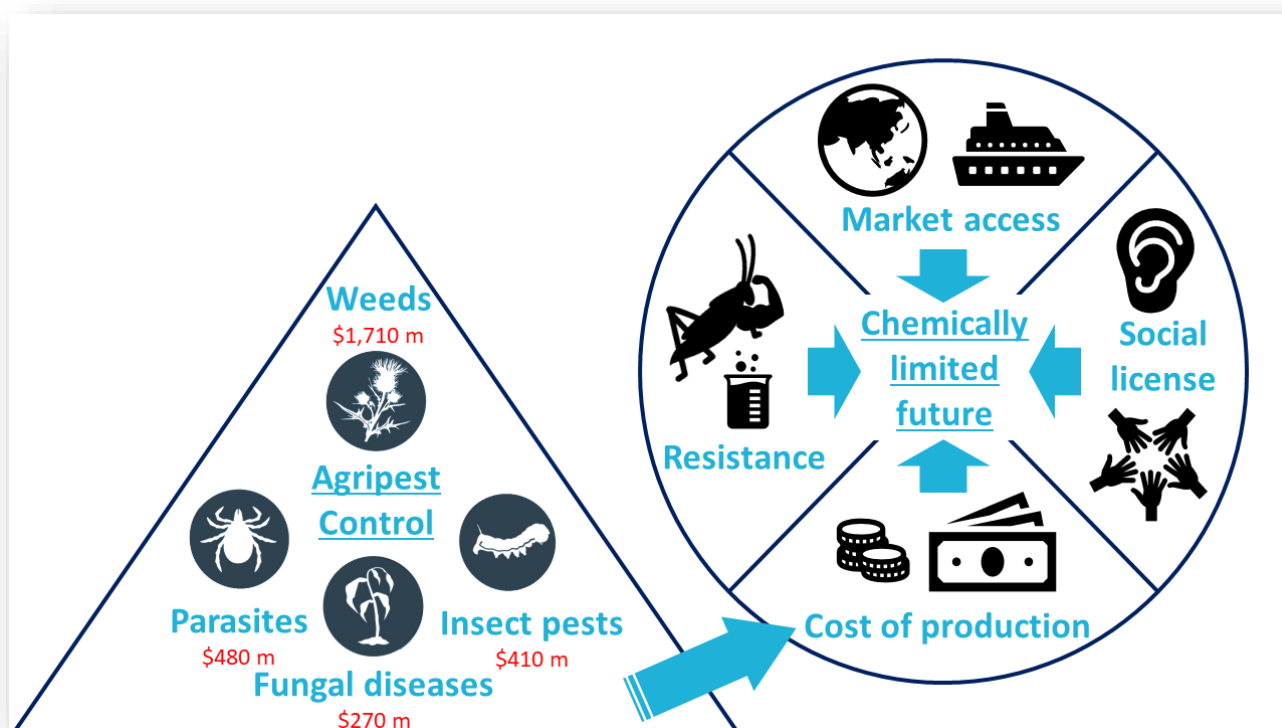 Weeds
$1,710 m
Agripest
Control
Parasites
$480 m
Insect pests
$410 m
Fungal diseases
$270 m
Market access
Resistance
Chemically
limited
future
Social
license
Cost of production